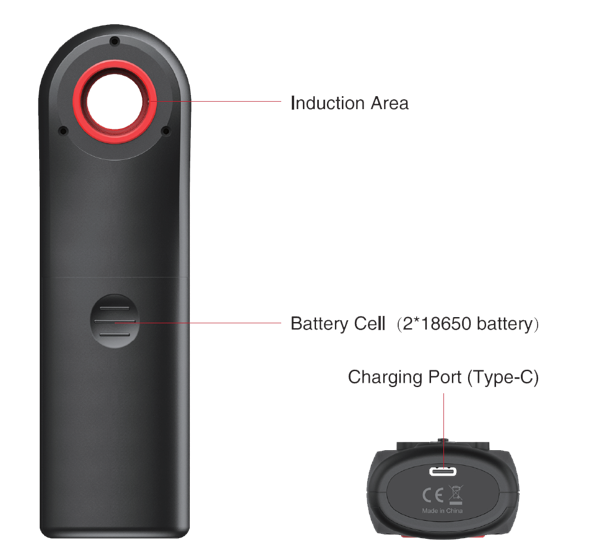 Induction Area
Battery Cell（2*18650 battery）
Charging Port (Type-C)
CE
Made in China